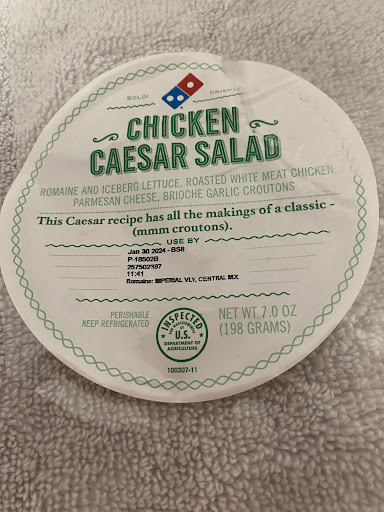 BOLD! CRISPY!
CHICKEN
CAESAR SALAD
ROMAINE AND ICEBERG LETTUCE, ROASTED WHITE MEAT CHICKEN
PARMESAN CHEESE, BRIOCHE GARLIC CROUTONS
This Caesar recipe has all the makings of a classic -
(mmm croutons).
USE BY
Jan 30 2024 - BS8
P-18502B
257502397
11:41
Romaine: IMPERIAL VLY, CENTRAL MX
PERISHABLE
KEEP REFRIGERATED
INSPECTED
FOR WHOLESOMENESS
BY
U.S.
DEPARTMENT OF
AGRICULTURE
NET WT 7.0 OZ
(198 GRAMS)
100307-11